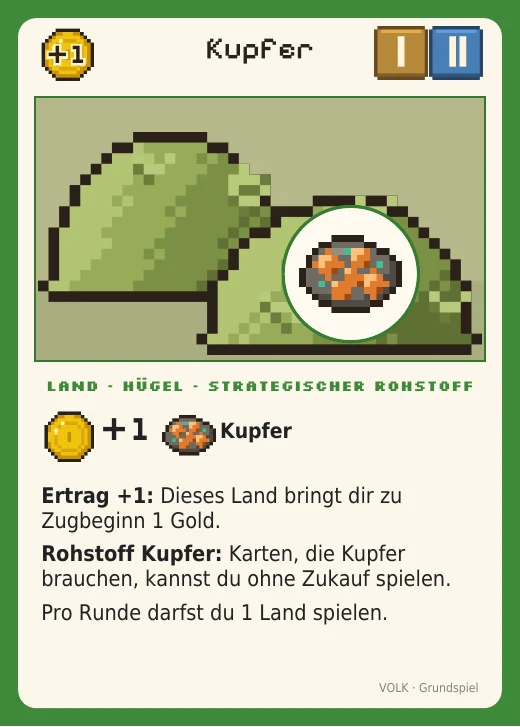 +1
Kupfer
I II
LAND · HÜGEL · STRATEGISCHER ROHSTOFF
+1 Kupfer
Ertrag +1: Dieses Land bringt dir zu
Zugbeginn 1 Gold.
Rohstoff Kupfer: Karten, die Kupfer
brauchen, kannst du ohne Zukauf spielen.
Pro Runde darfst du 1 Land spielen.
VOLK · Grundspiel